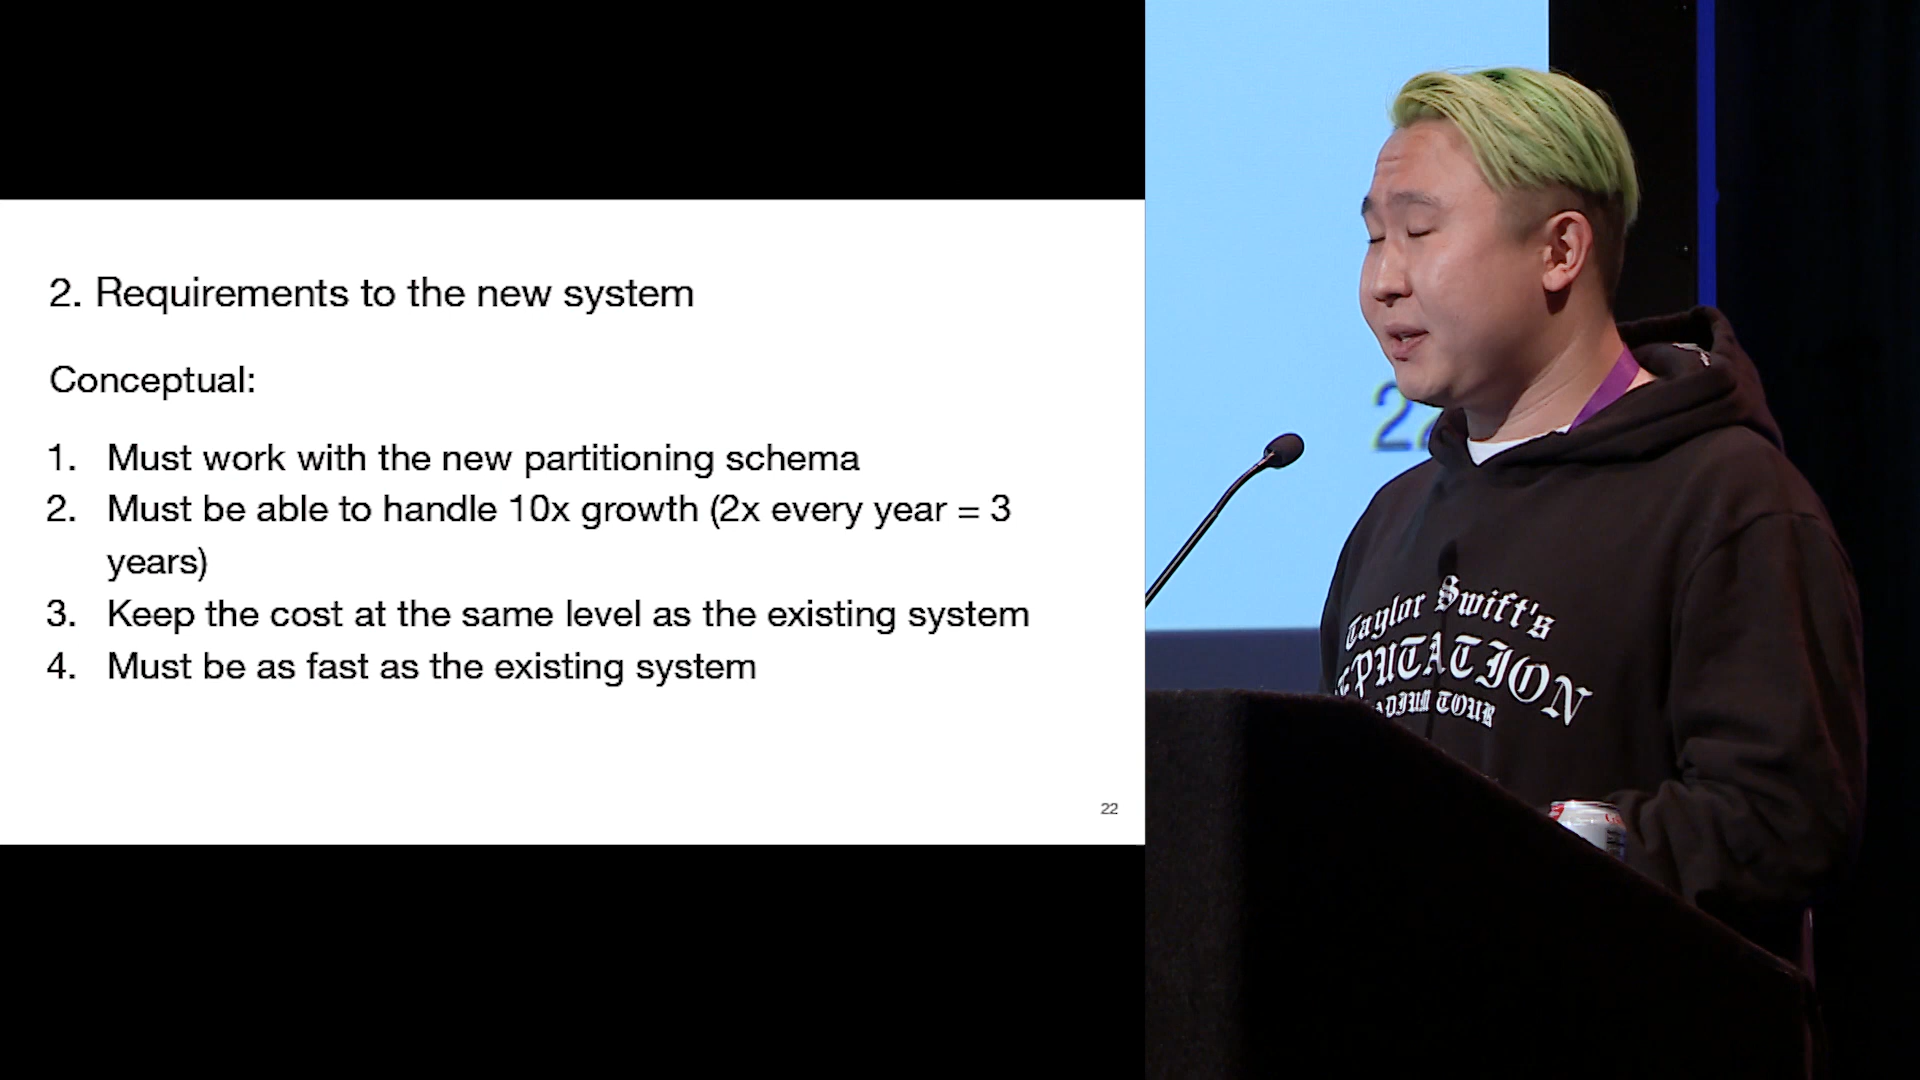 2. Requirements to the new system
Conceptual:
1. Must work with the new partitioning schema
2. Must be able to handle 10x growth (2x every year = 3
years)
3. Keep the cost at the same level as the existing system
4. Must be as fast as the existing system
22
22
Taylor Swift's
EPUTATION
ADIUM TOUR